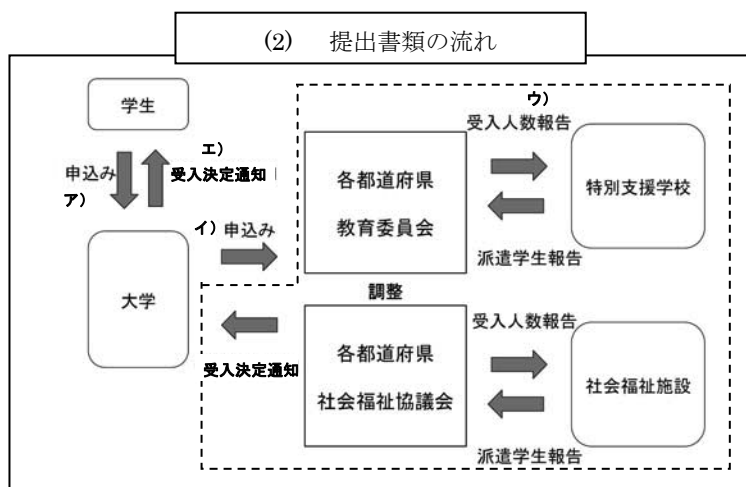 (2) 提出書類の流れ
学生
申込み
ア)
エ)
受入決定通知
大学
イ) 申込み
受入決定通知
ウ)
各都道府県
教育委員会
受入人数報告
派遣学生報告
特別支援学校
調整
各都道府県
社会福祉協議会
受入人数報告
派遣学生報告
社会福祉施設